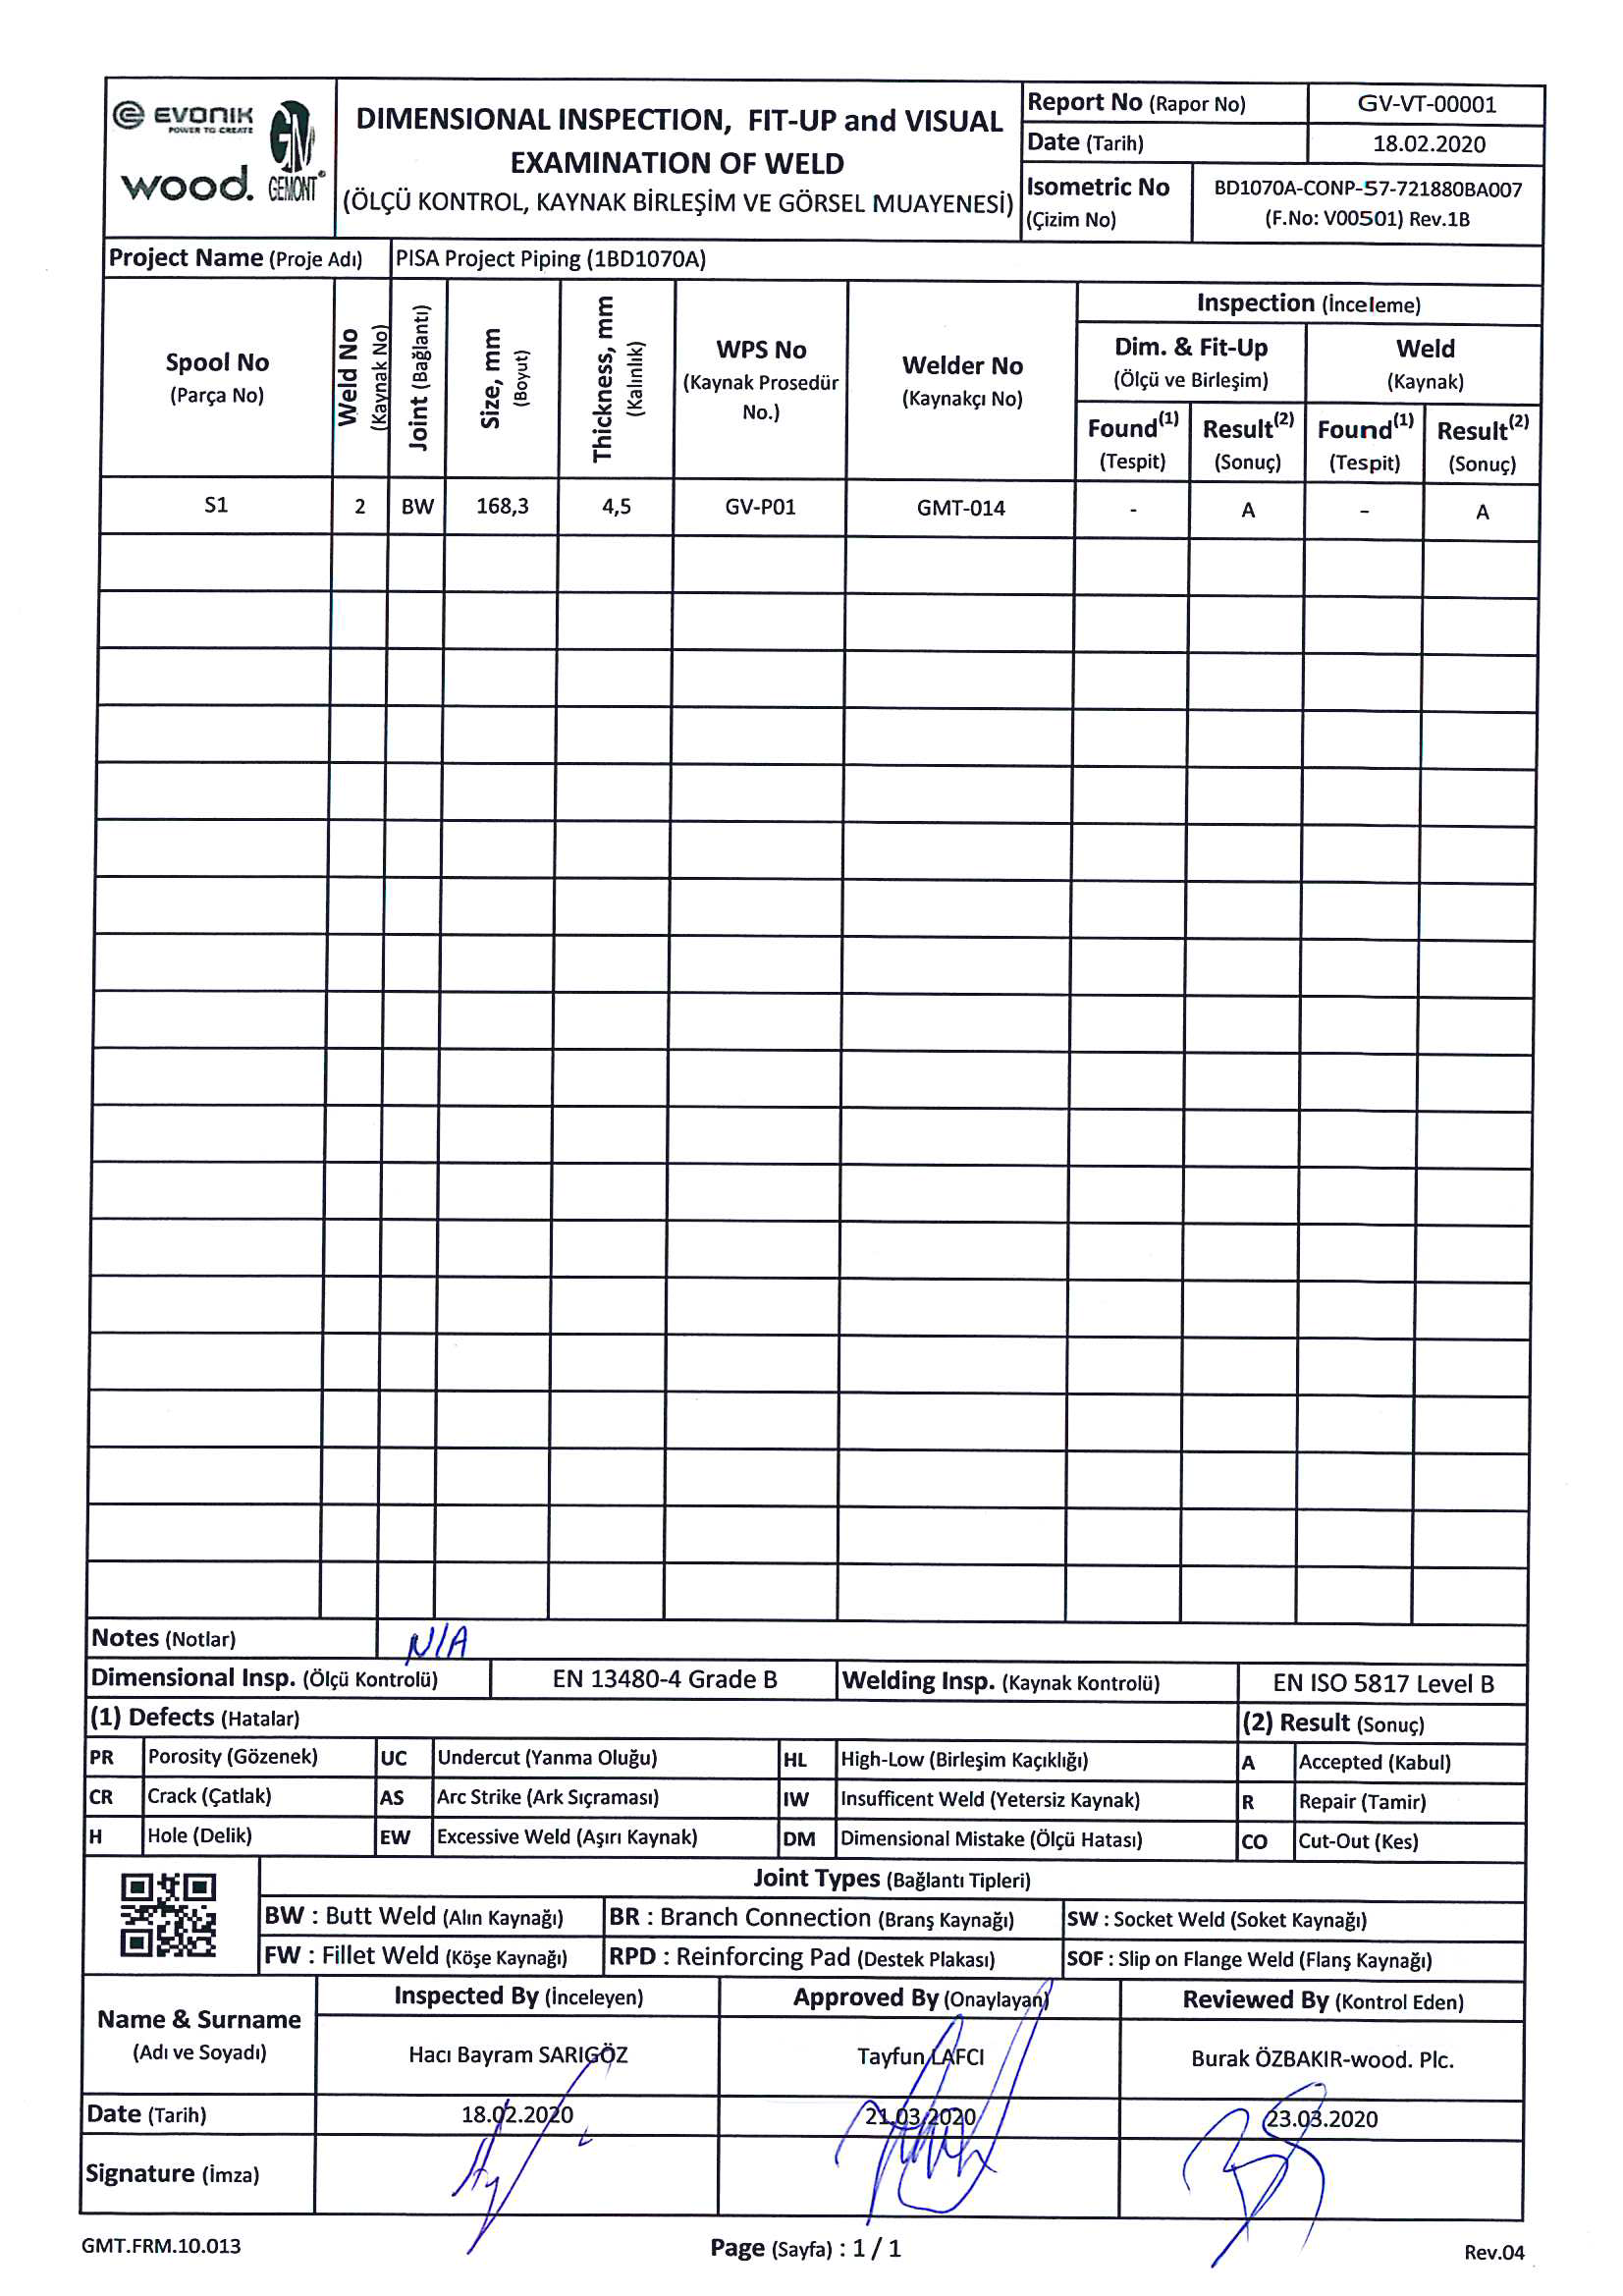 EVONIK
POWER TO CREATE
wood.
GM
GEMONT®
DIMENSIONAL INSPECTION, FIT-UP and VISUAL
EXAMINATION OF WELD
(ÖLÇÜ KONTROL, KAYNAK BİRLEŞİM VE GÖRSEL MUAYENESİ)
Report No (Rapor No) GV-VT-00001
Date (Tarih) 18.02.2020
Isometric No BD1070A-CONP-57-721880BA007
(Çizim No) (F.No: V00501) Rev.1B
Project Name (Proje Adı) PISA Project Piping (1BD1070A)
Spool No
(Parça No)
Weld No
(Kaynak No)
Joint (Bağlantı)
Size, mm
(Boyut)
Thickness, mm
(Kalınlık)
WPS No
(Kaynak Prosedür
No.)
Welder No
(Kaynakçı No)
Inspection (İnceleme)
Dim. & Fit-Up
(Ölçü ve Birleşim)
Weld
(Kaynak)
Found(1) Result(2) Found(1) Result(2)
(Tespit) (Sonuç) (Tespit) (Sonuç)
S1 2 BW 168,3 4,5 GV-P01 GMT-014 - A - A
Notes (Notlar) N/A
Dimensional Insp. (Ölçü Kontrolü) EN 13480-4 Grade B Welding Insp. (Kaynak Kontrolü) EN ISO 5817 Level B
(1) Defects (Hatalar) (2) Result (Sonuç)
PR Porosity (Gözenek) UC Undercut (Yanma Oluğu) HL High-Low (Birleşim Kaçıklığı) A Accepted (Kabul)
CR Crack (Çatlak) AS Arc Strike (Ark Sıçraması) IW Insufficent Weld (Yetersiz Kaynak) R Repair (Tamir)
H Hole (Delik) EW Excessive Weld (Aşırı Kaynak) DM Dimensional Mistake (Ölçü Hatası) CO Cut-Out (Kes)
Joint Types (Bağlantı Tipleri)
BW : Butt Weld (Alın Kaynağı) BR : Branch Connection (Branş Kaynağı) SW : Socket Weld (Soket Kaynağı)
FW : Fillet Weld (Köşe Kaynağı) RPD : Reinforcing Pad (Destek Plakası) SOF : Slip on Flange Weld (Flanş Kaynağı)
Inspected By (İnceleyen) Approved By (Onaylayan) Reviewed By (Kontrol Eden)
Name & Surname
(Adı ve Soyadı)
Hacı Bayram SARIGÖZ Tayfun LAFCI Burak ÖZBAKIR-wood. Plc.
Date (Tarih) 18.02.2020 21.03.2020 23.03.2020
Signature (İmza)
GMT.FRM.10.013 Page (Sayfa) : 1 / 1 Rev.04